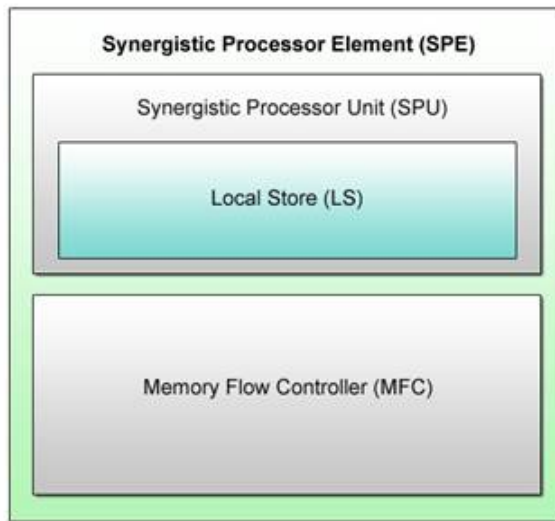 Synergistic Processor Element (SPE)
Synergistic Processor Unit (SPU)
Local Store (LS)
Memory Flow Controller (MFC)